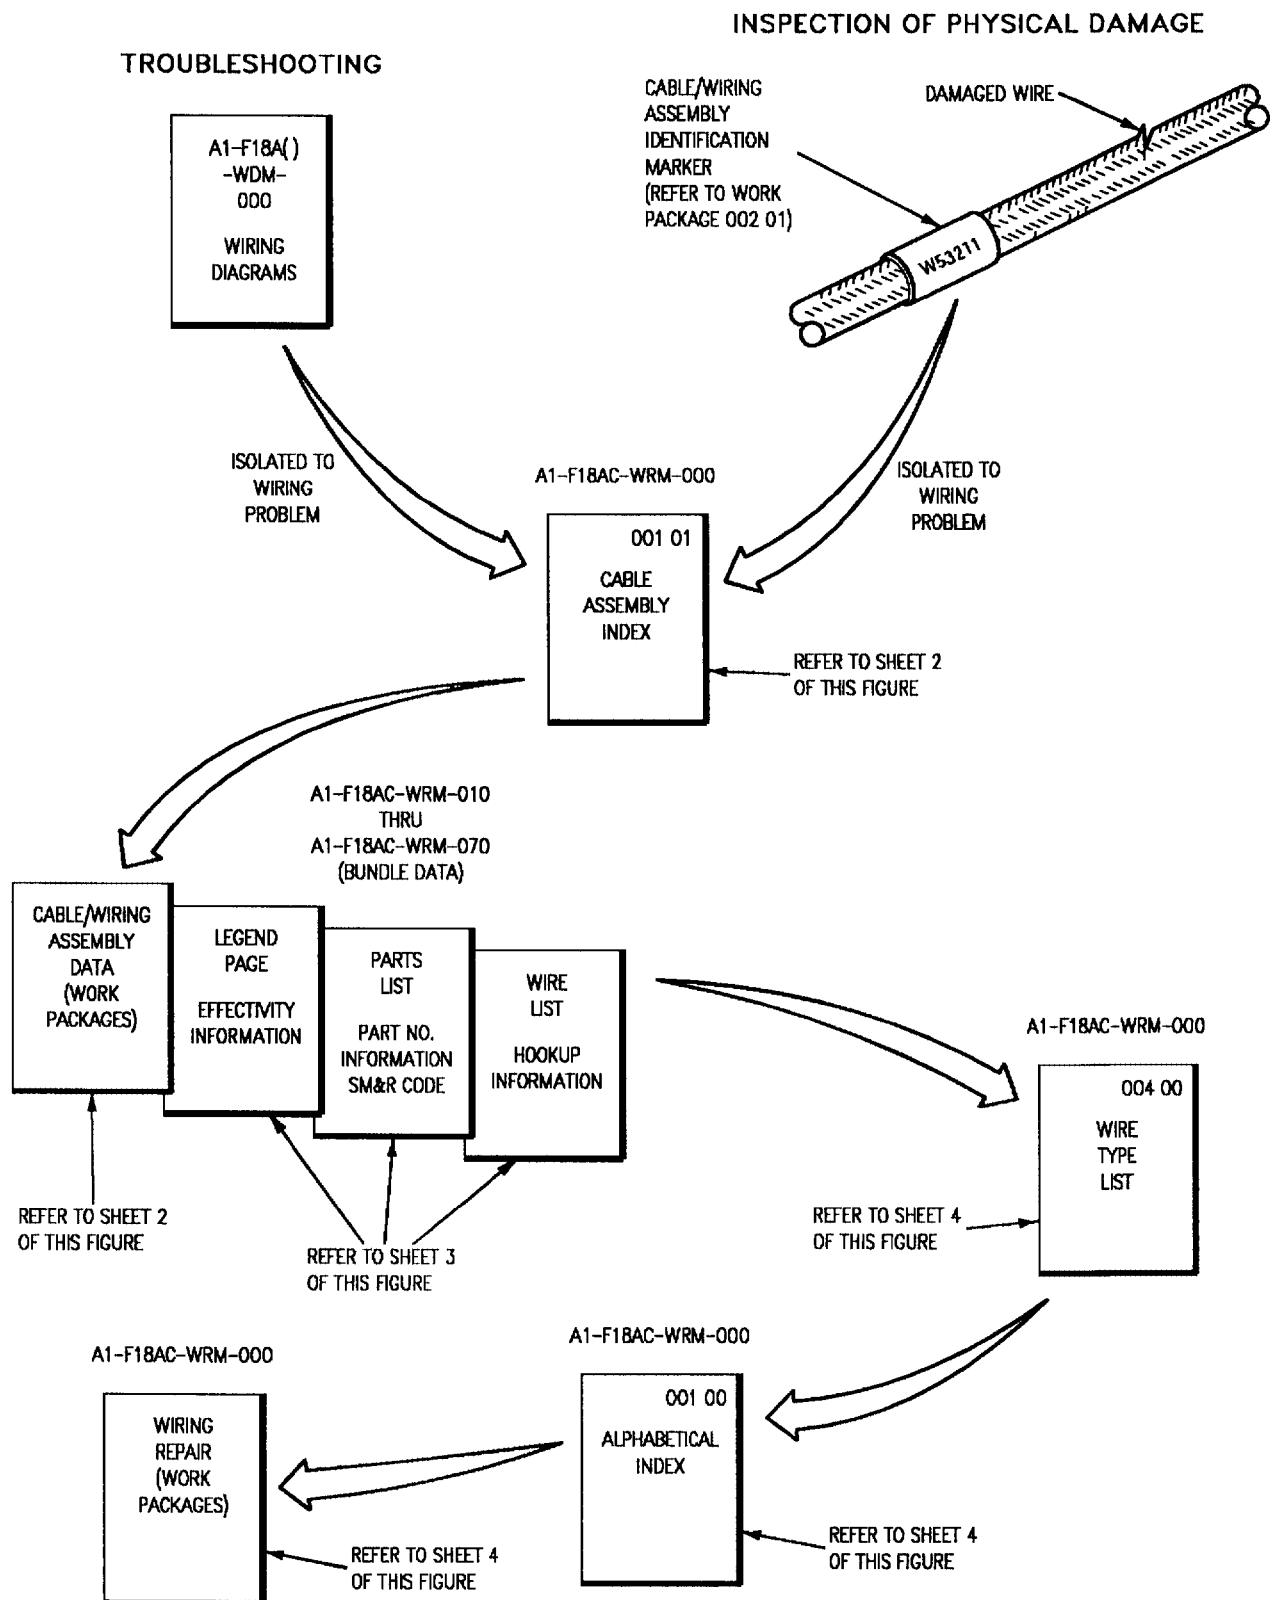 INSPECTION OF PHYSICAL DAMAGE
TROUBLESHOOTING
A1-F18A()
-WDM-
000
WIRING
DIAGRAMS
CABLE/WIRING
ASSEMBLY
IDENTIFICATION
MARKER
(REFER TO WORK
PACKAGE 002 01)
DAMAGED WIRE
W53211
ISOLATED TO
WIRING
PROBLEM
ISOLATED TO
WIRING
PROBLEM
A1-F18AC-WRM-000
001 01
CABLE
ASSEMBLY
INDEX
REFER TO SHEET 2
OF THIS FIGURE
A1-F18AC-WRM-010
THRU
A1-F18AC-WRM-070
(BUNDLE DATA)
CABLE/WIRING
ASSEMBLY
DATA
(WORK
PACKAGES)
LEGEND
PAGE
EFFECTIVITY
INFORMATION
PARTS
LIST
PART NO.
INFORMATION
SM&R CODE
WIRE
LIST
HOOKUP
INFORMATION
REFER TO SHEET 2
OF THIS FIGURE
REFER TO SHEET 3
OF THIS FIGURE
A1-F18AC-WRM-000
004 00
WIRE
TYPE
LIST
REFER TO SHEET 4
OF THIS FIGURE
A1-F18AC-WRM-000
001 00
ALPHABETICAL
INDEX
REFER TO SHEET 4
OF THIS FIGURE
A1-F18AC-WRM-000
WIRING
REPAIR
(WORK
PACKAGES)
REFER TO SHEET 4
OF THIS FIGURE